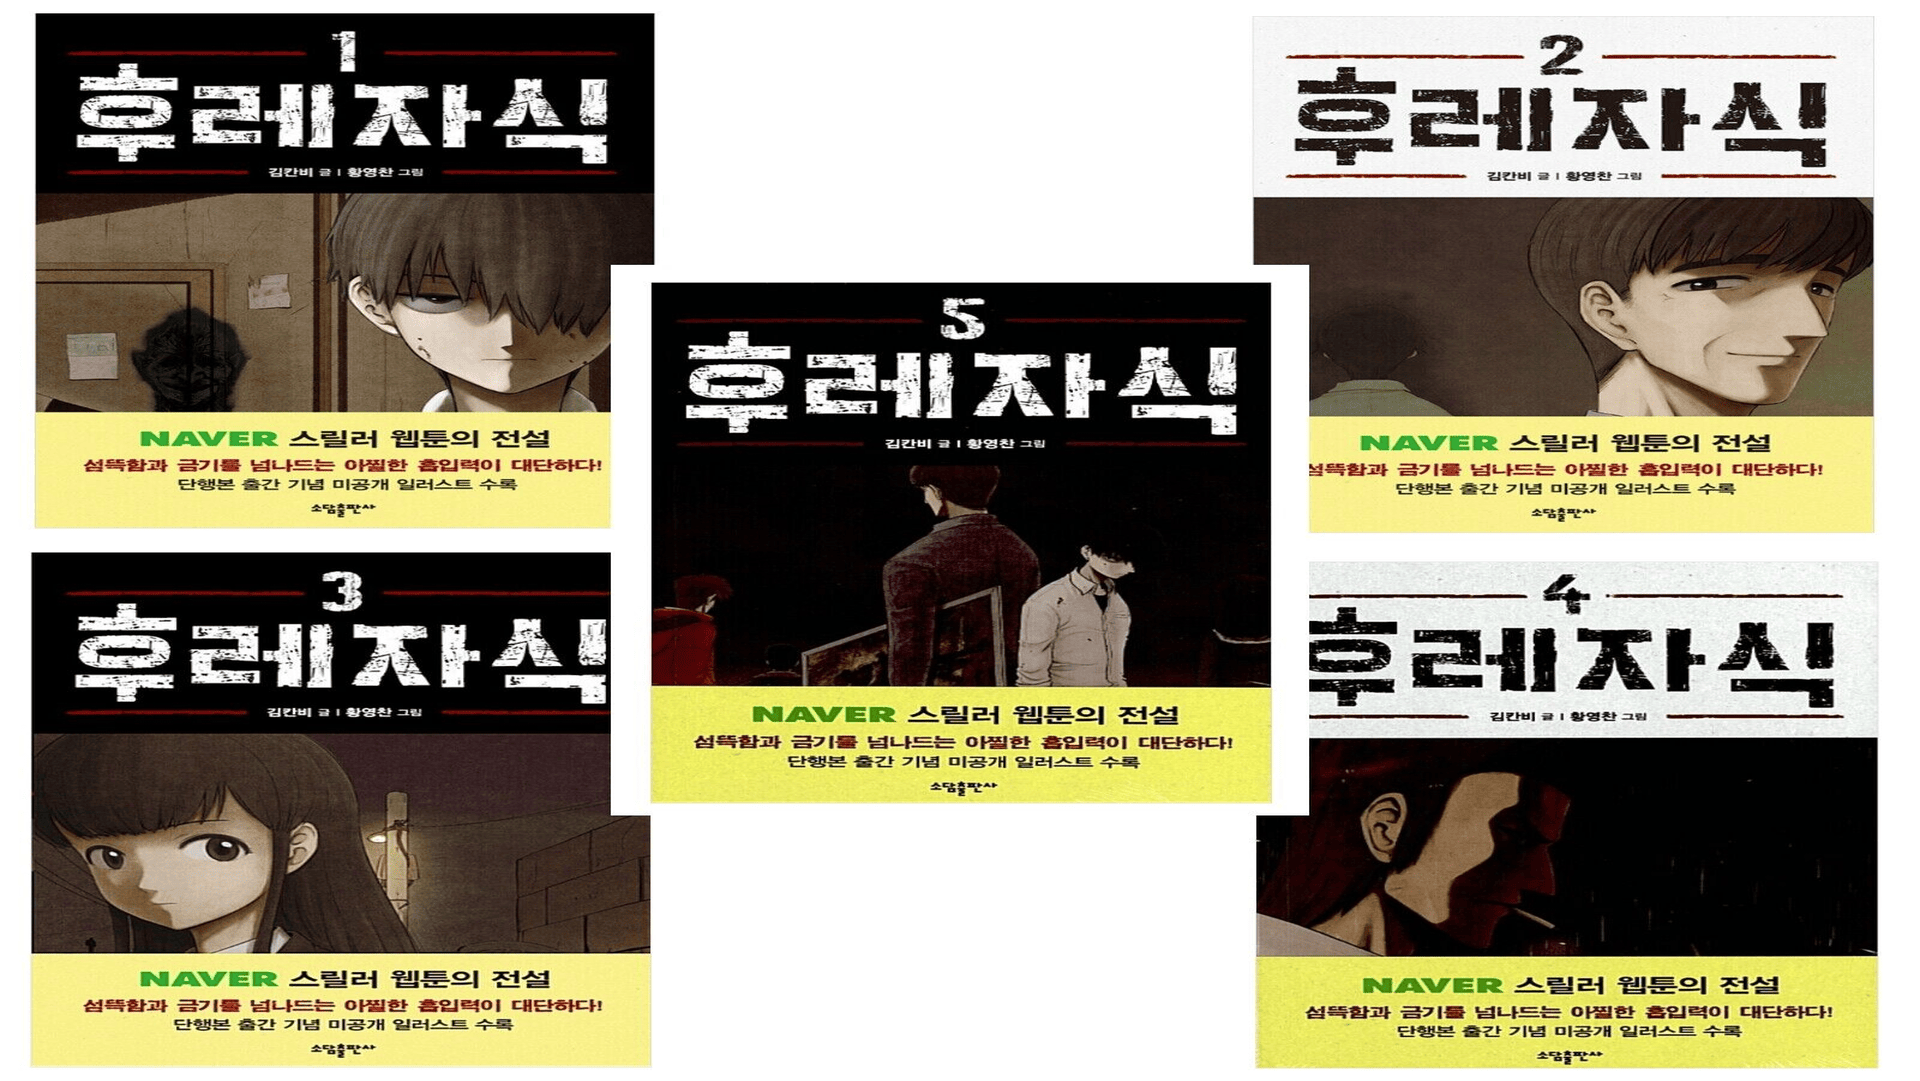 1
후레자식
김칸비 글 | 황영찬 그림
NAVER 스릴러 웹툰의 전설
섬뜩함과 금기를 넘나드는 아찔한 흡입력이 대단하다!
단행본 출간 기념 미공개 일러스트 수록
소담출판사
2
후레자식
김칸비 글 | 황영찬 그림
NAVER 스릴러 웹툰의 전설
섬뜩함과 금기를 넘나드는 아찔한 흡입력이 대단하다!
단행본 출간 기념 미공개 일러스트 수록
소담출판사
5
후레자식
김칸비 글 | 황영찬 그림
NAVER 스릴러 웹툰의 전설
섬뜩함과 금기를 넘나드는 아찔한 흡입력이 대단하다!
단행본 출간 기념 미공개 일러스트 수록
소담출판사
3
후레자식
김칸비 글 | 황영찬 그림
NAVER 스릴러 웹툰의 전설
섬뜩함과 금기를 넘나드는 아찔한 흡입력이 대단하다!
단행본 출간 기념 미공개 일러스트 수록
소담출판사
4
후레자식
김칸비 글 | 황영찬 그림
NAVER 스릴러 웹툰의 전설
섬뜩함과 금기를 넘나드는 아찔한 흡입력이 대단하다!
단행본 출간 기념 미공개 일러스트 수록
소담출판사